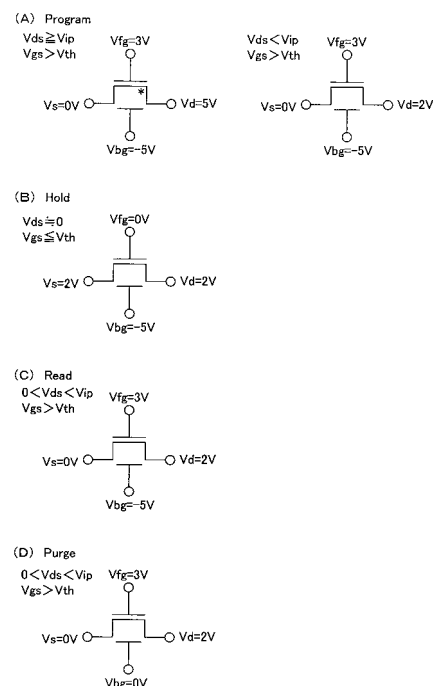 (A) Program
Vds≧Vip
Vgs>Vth
Vfg=3V
Vs=0V
*
Vd=5V
Vbg=-5V
Vds<Vip
Vgs>Vth
Vfg=3V
Vs=0V
Vd=2V
Vbg=-5V
(B) Hold
Vds≒0
Vgs≦Vth
Vfg=0V
Vs=2V
Vd=2V
Vbg=-5V
(C) Read
0<Vds<Vip
Vgs>Vth
Vfg=3V
Vs=0V
Vd=2V
Vbg=-5V
(D) Purge
0<Vds<Vip
Vgs>Vth
Vfg=3V
Vs=0V
Vd=2V
Vbg=0V